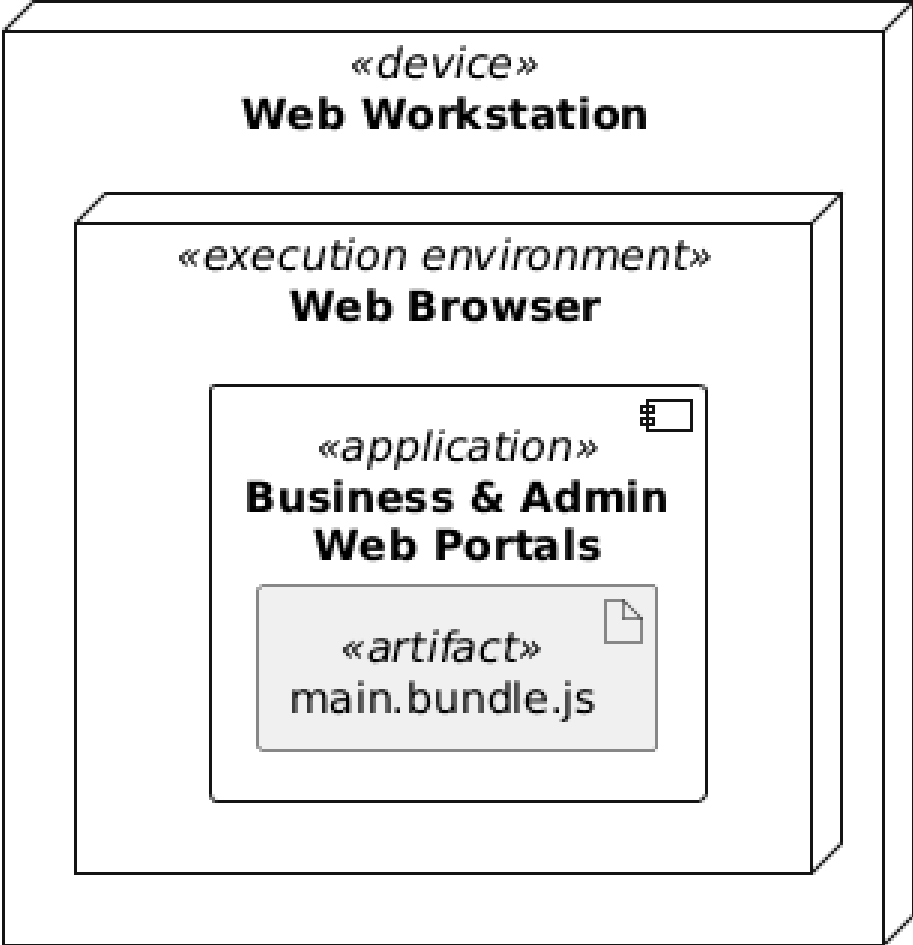 «device»
Web Workstation
«execution environment»
Web Browser
«application»
Business & Admin
Web Portals
«artifact»
main.bundle.js